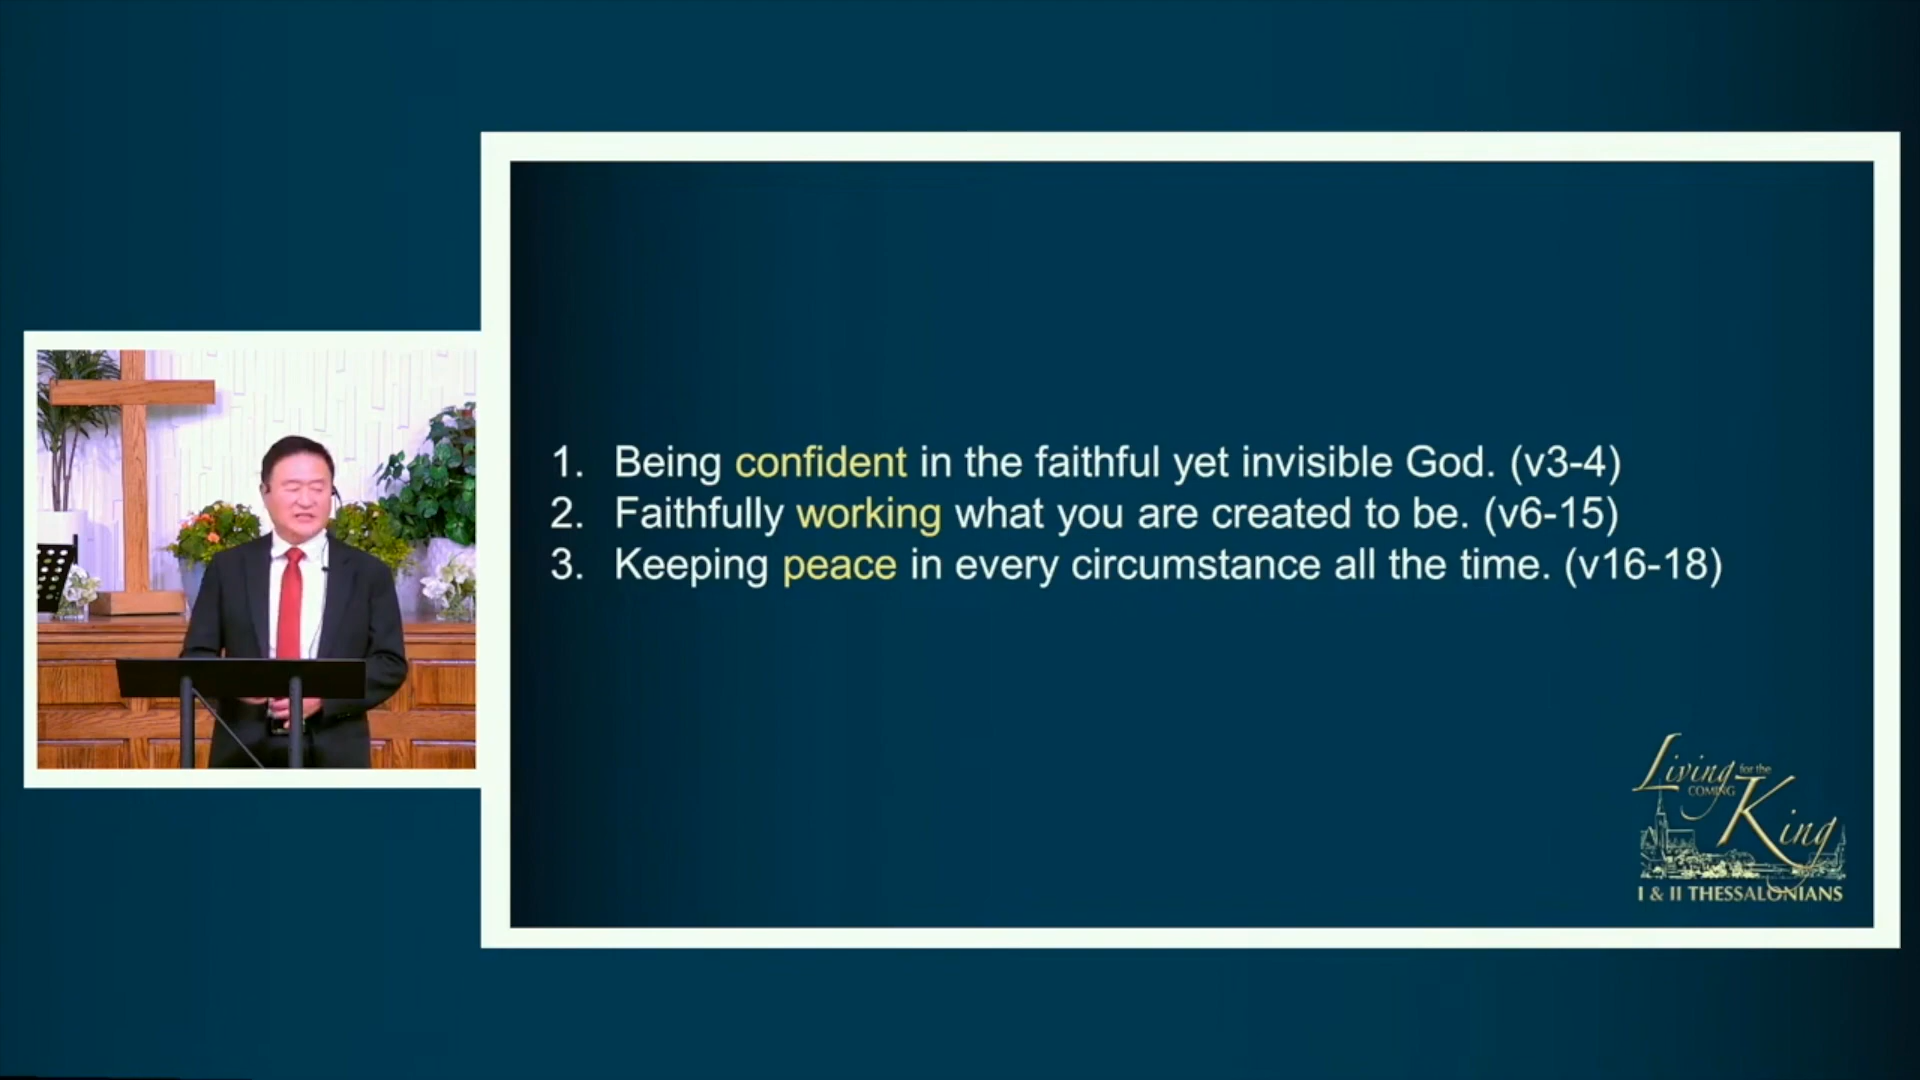 1. Being confident in the faithful yet invisible God. (v3-4)
2. Faithfully working what you are created to be. (v6-15)
3. Keeping peace in every circumstance all the time. (v16-18)
Living for the
COMING
King
I & II THESSALONIANS